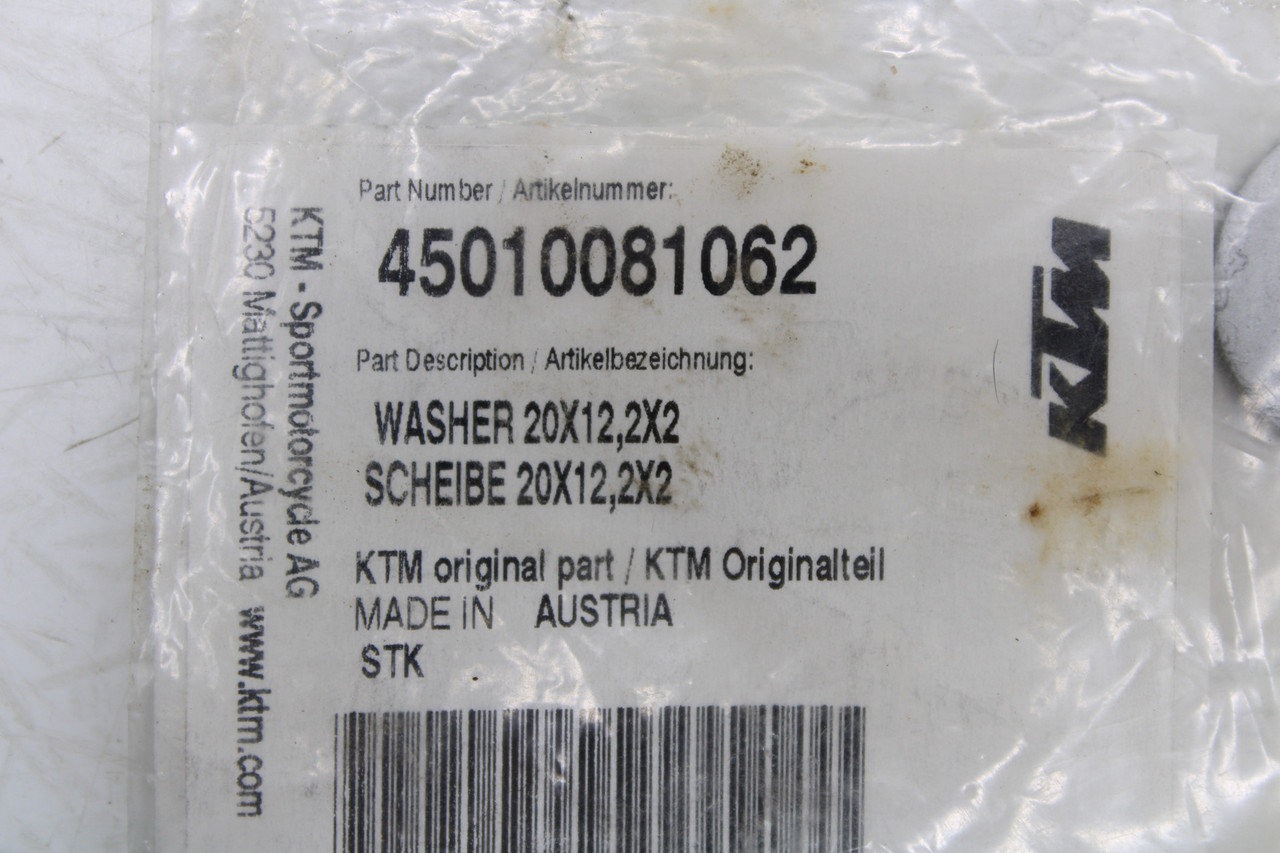 Part Number / Artikelnummer:
45010081062
Part Description / Artikelbezeichnung:
WASHER 20X12,2X2
SCHEIBE 20X12,2X2
KTM original part / KTM Originalteil
MADE IN AUSTRIA
STK
KTM - Sportmotorcycle AG
5230 Mattighofen/Austria www.ktm.com
KTM